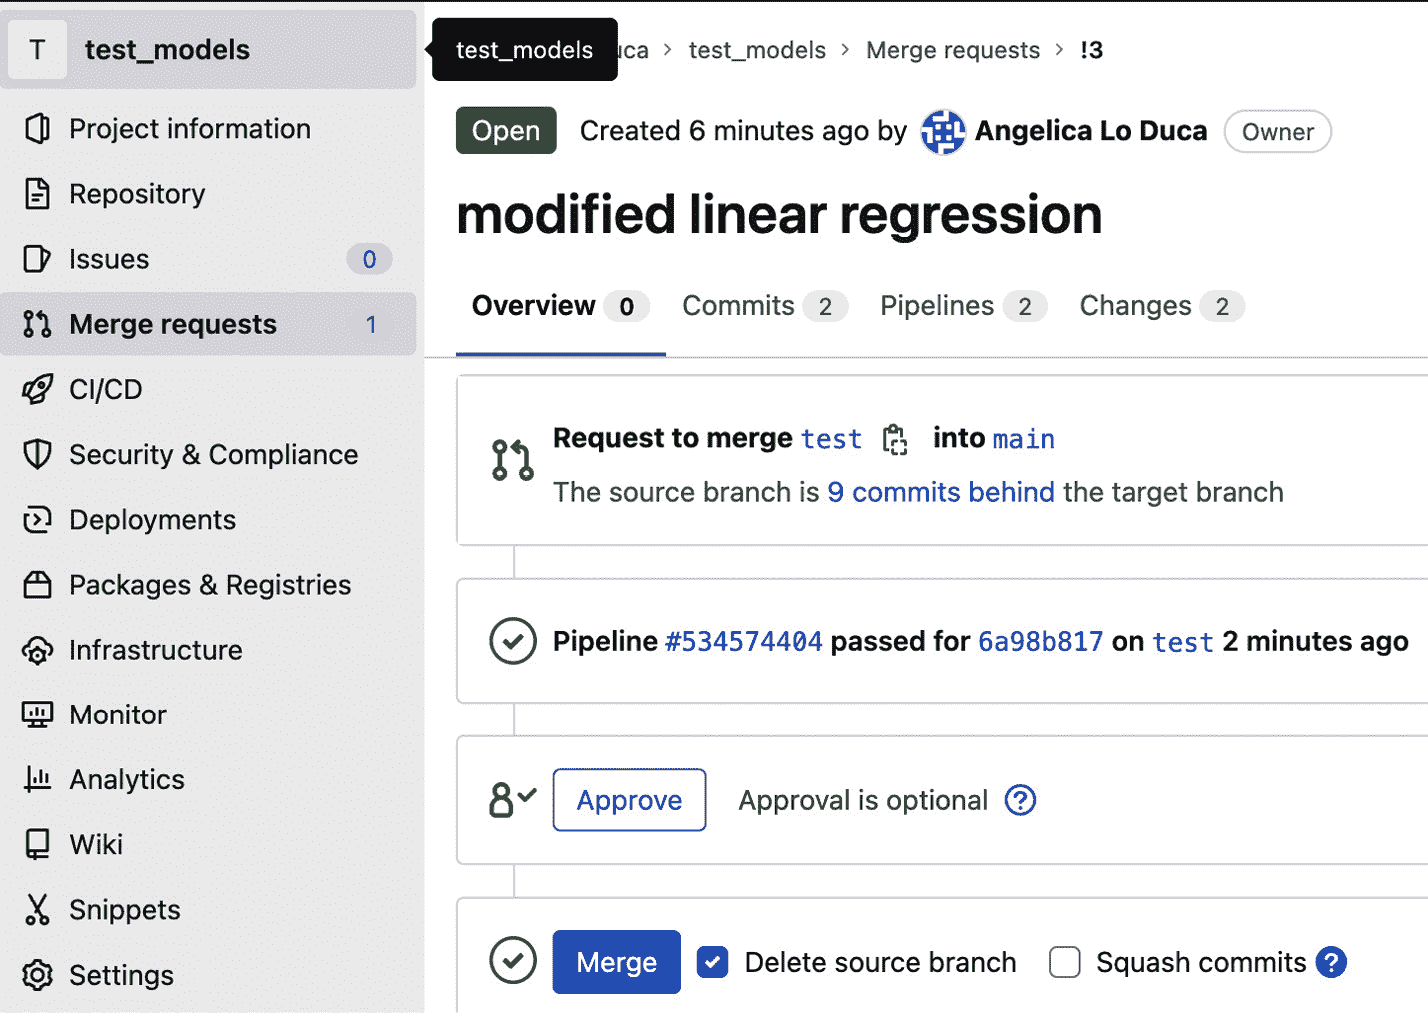 T test_models
Project information
Repository
Issues 0
Merge requests 1
CI/CD
Security & Compliance
Deployments
Packages & Registries
Infrastructure
Monitor
Analytics
Wiki
Snippets
Settings
test_models
test_models > Merge requests > !3
Open Created 6 minutes ago by Angelica Lo Duca Owner
modified linear regression
Overview 0 Commits 2 Pipelines 2 Changes 2
Request to merge test into main
The source branch is 9 commits behind the target branch
Pipeline #534574404 passed for 6a98b817 on test 2 minutes ago
Approve Approval is optional ?
Merge Delete source branch Squash commits ?